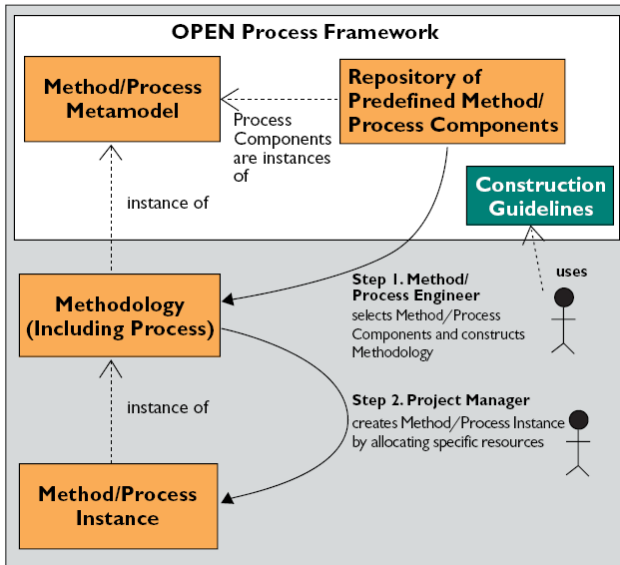 OPEN Process Framework
Method/Process
Metamodel
Repository of
Predefined Method/
Process Components
Process
Components
are instances
of
Construction
Guidelines
instance of
uses
Methodology
(Including Process)
Step 1. Method/
Process Engineer
selects Method/Process
Components and constructs
Methodology
instance of
Step 2. Project Manager
creates Method/Process Instance
by allocating specific resources
Method/Process
Instance